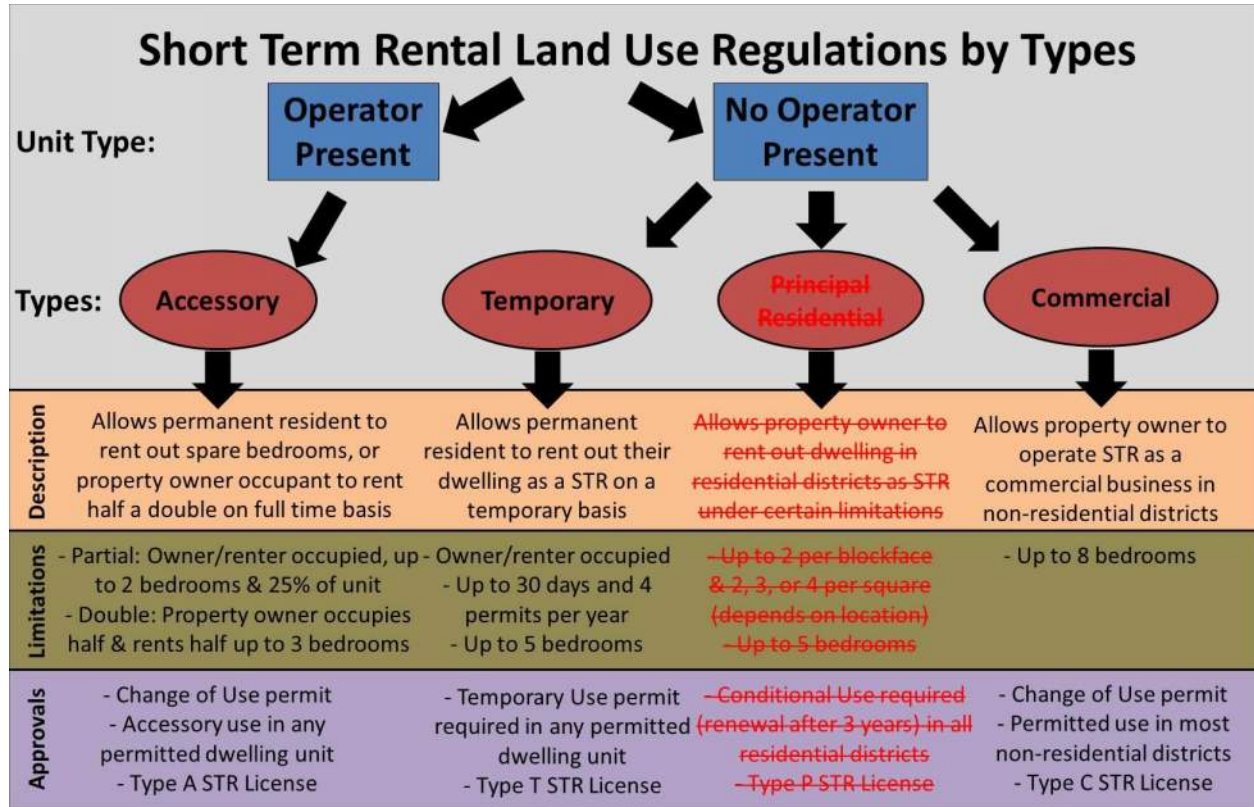 Short Term Rental Land Use Regulations by Types
Unit Type:
Operator
Present
No Operator
Present
Types:
Accessory
Temporary
Principal
Residential
Commercial
Description
Allows permanent resident to
rent out spare bedrooms, or
property owner occupant to rent
half a double on full time basis
Allows permanent
resident to rent out their
dwelling as a STR on a
temporary basis
Allows property owner to
rent out dwelling in
residential districts as STR
under certain limitations
Allows property owner to
operate STR as a
commercial business in
non-residential districts
Limitations
- Partial: Owner/renter occupied, up
to 2 bedrooms & 25% of unit
- Double: Property owner occupies
half & rents half up to 3 bedrooms
- Owner/renter occupied
- Up to 30 days and 4
permits per year
- Up to 5 bedrooms
- Up to 2 per blockface
& 2, 3, or 4 per square
(depends on location)
- Up to 5 bedrooms
- Up to 8 bedrooms
Approvals
- Change of Use permit
- Accessory use in any
permitted dwelling unit
- Type A STR License
- Temporary Use permit
required in any permitted
dwelling unit
- Type T STR License
- Conditional Use required
(renewal after 3 years) in all
residential districts
- Type P STR License
- Change of Use permit
- Permitted use in most
non-residential districts
- Type C STR License